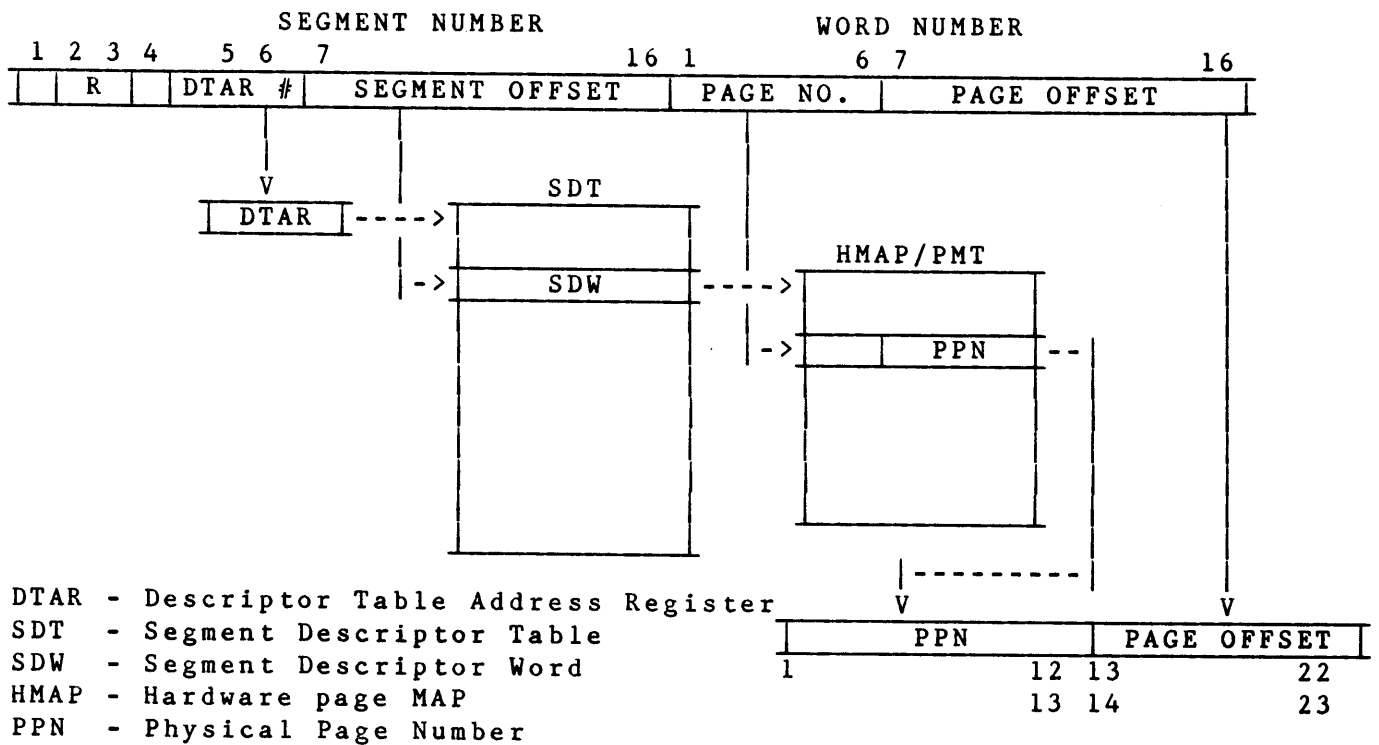 SEGMENT NUMBER WORD NUMBER
1 2 3 4 5 6 7 16 1 6 7 16
R DTAR # SEGMENT OFFSET PAGE NO. PAGE OFFSET
V SDT
DTAR ----> HMAP/PMT
-> SDW ---->
-> PPN --
----------
DTAR - Descriptor Table Address Register V V
SDT - Segment Descriptor Table PPN PAGE OFFSET
SDW - Segment Descriptor Word 1 12 13 22
HMAP - Hardware page MAP 13 14 23
PPN - Physical Page Number